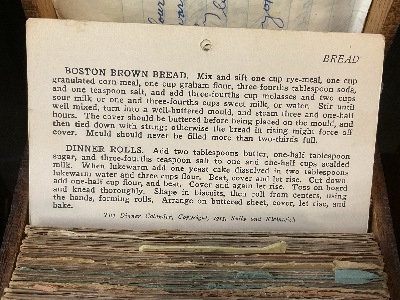 BREAD
BOSTON BROWN BREAD. Mix and sift one cup rye-meal, one cup
granulated corn meal, one cup graham flour, three-fourths tablespoon soda,
and one teaspoon salt, and add three-fourths cup molasses and two cups
sour milk or one and three-fourths cups sweet milk, or water. Stir until
well mixed, turn into a well-buttered mould, and steam three and one-half
hours. The cover should be buttered before being placed on the mould, and
then tied down with string; otherwise the bread in rising might force off
cover. Mould should never be filled more than two-thirds full.
DINNER ROLLS. Add two tablespoons butter, one-half tablespoon
sugar, and three-fourths teaspoon salt to one and one-half cups scalded
milk. When lukewarm add one yeast cake dissolved in two tablespoons
lukewarm water and three cups flour. Beat, cover and let rise. Cut down
add one-half cup flour, and beat. Cover and again let rise. Toss on board
and knead thoroughly. Shape in biscuits, then roll from centers, using
the hands, forming rolls. Arrange on buttered sheet, cover, let rise, and
bake.
The Dinner Calendar, Copyright, 1915, Sully and Kleinteich